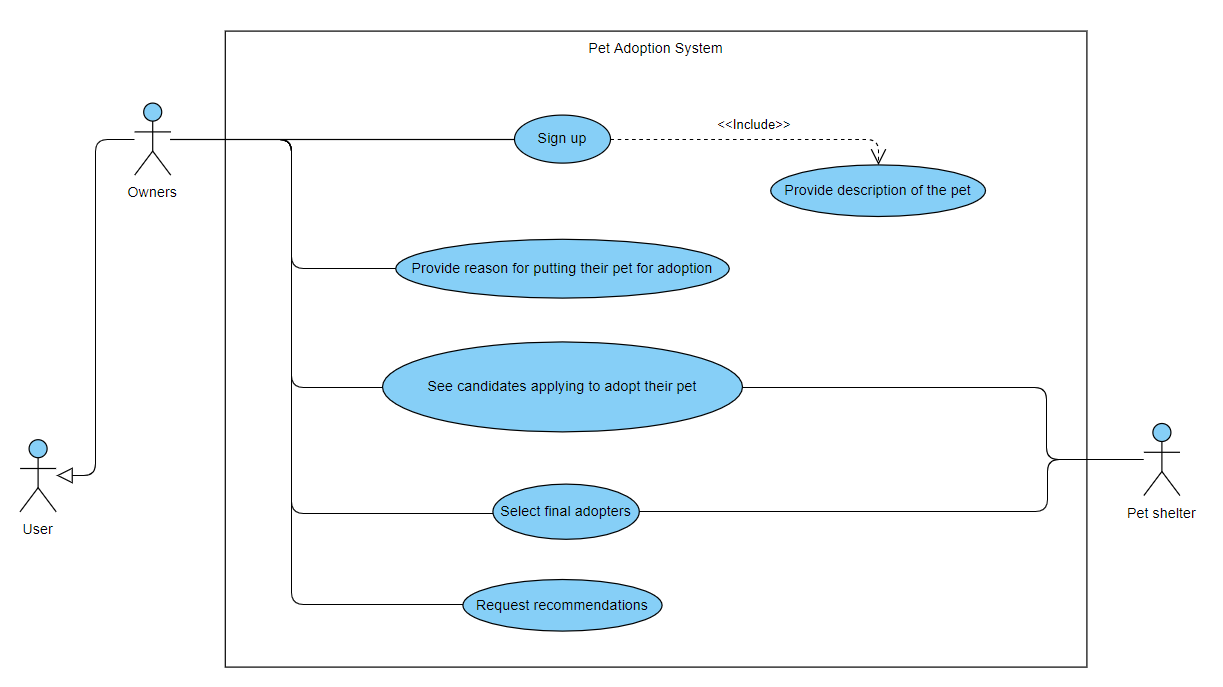 Pet Adoption System
<<Include>>
Sign up
Provide description of the pet
Owners
Provide reason for putting their pet for adoption
See candidates applying to adopt their pet
Select final adopters
Pet shelter
User
Request recommendations